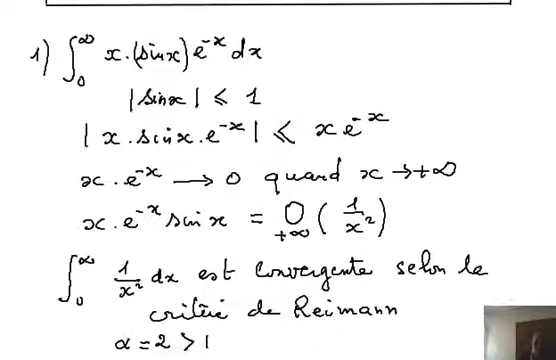 1) ∫₀^∞ x.(sin x) e^{-x} dx
|sin x| ⩽ 1
| x. sin x. e^{-x} | ⩽ x e^{-x}
x. e^{-x} → 0 quand x → +∞
x. e^{-x} sin x = O_{+∞} ( 1/x² )
∫₀^∞ 1/x² dx est convergente selon le
critère de Reimann
α = 2 > 1